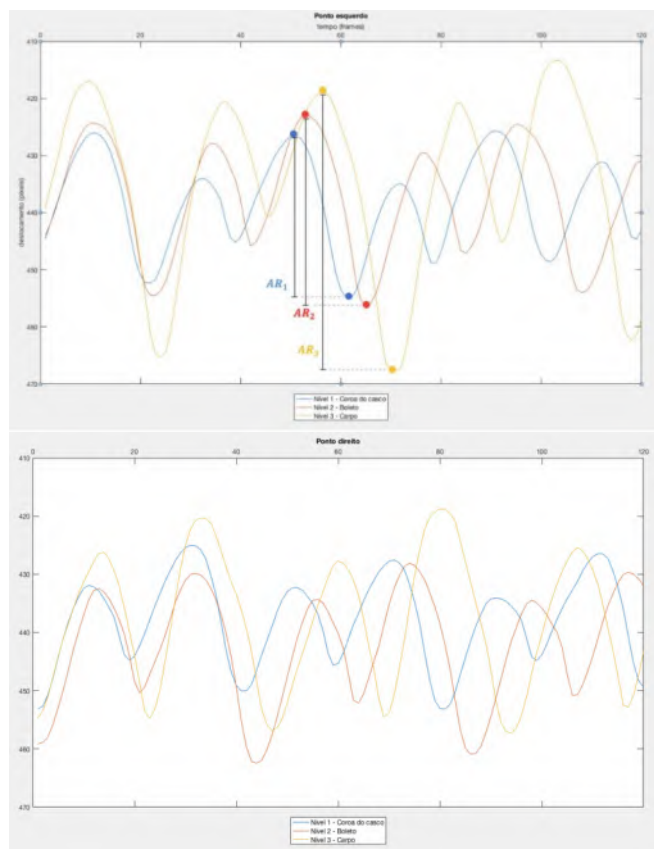 Ponto esquerdo
tempo (frames)
0 20 40 60 80 100 120
410
420
430
440
450
460
470
deslocamento (pixels)
AR1
AR2
AR3
Nível 1 - Coroa do casco
Nível 2 - Boleto
Nível 3 - Carpo
Ponto direito
0 20 40 60 80 100 120
410
420
430
440
450
460
470
Nível 1 - Coroa do casco
Nível 2 - Boleto
Nível 3 - Carpo